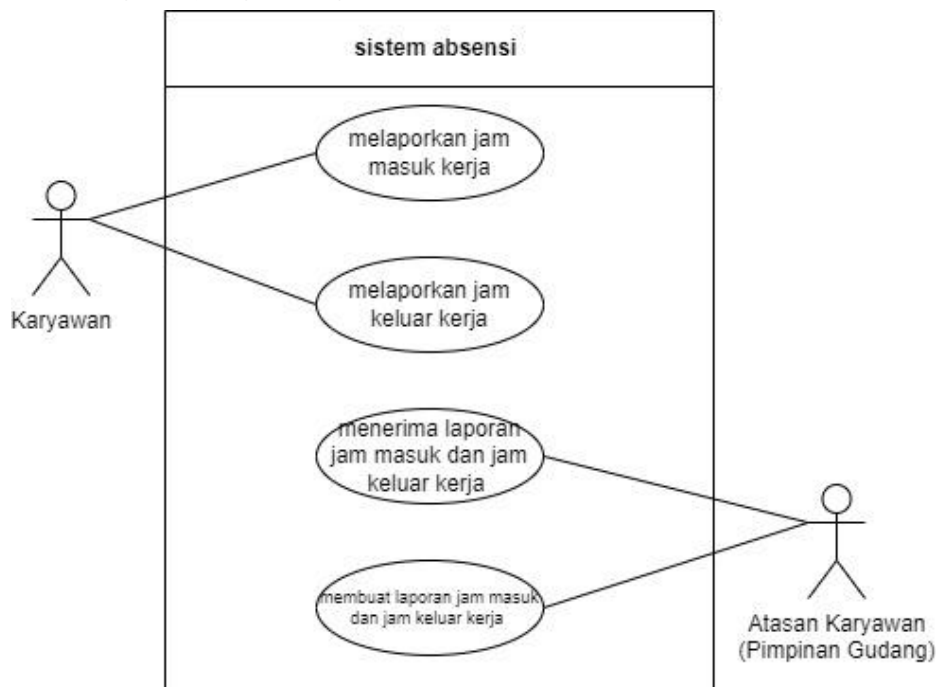 sistem absensi
melaporkan jam
masuk kerja
Karyawan
melaporkan jam
keluar kerja
menerima laporan
jam masuk dan jam
keluar kerja
membuat laporan jam masuk
dan jam keluar kerja
Atasan Karyawan
(Pimpinan Gudang)